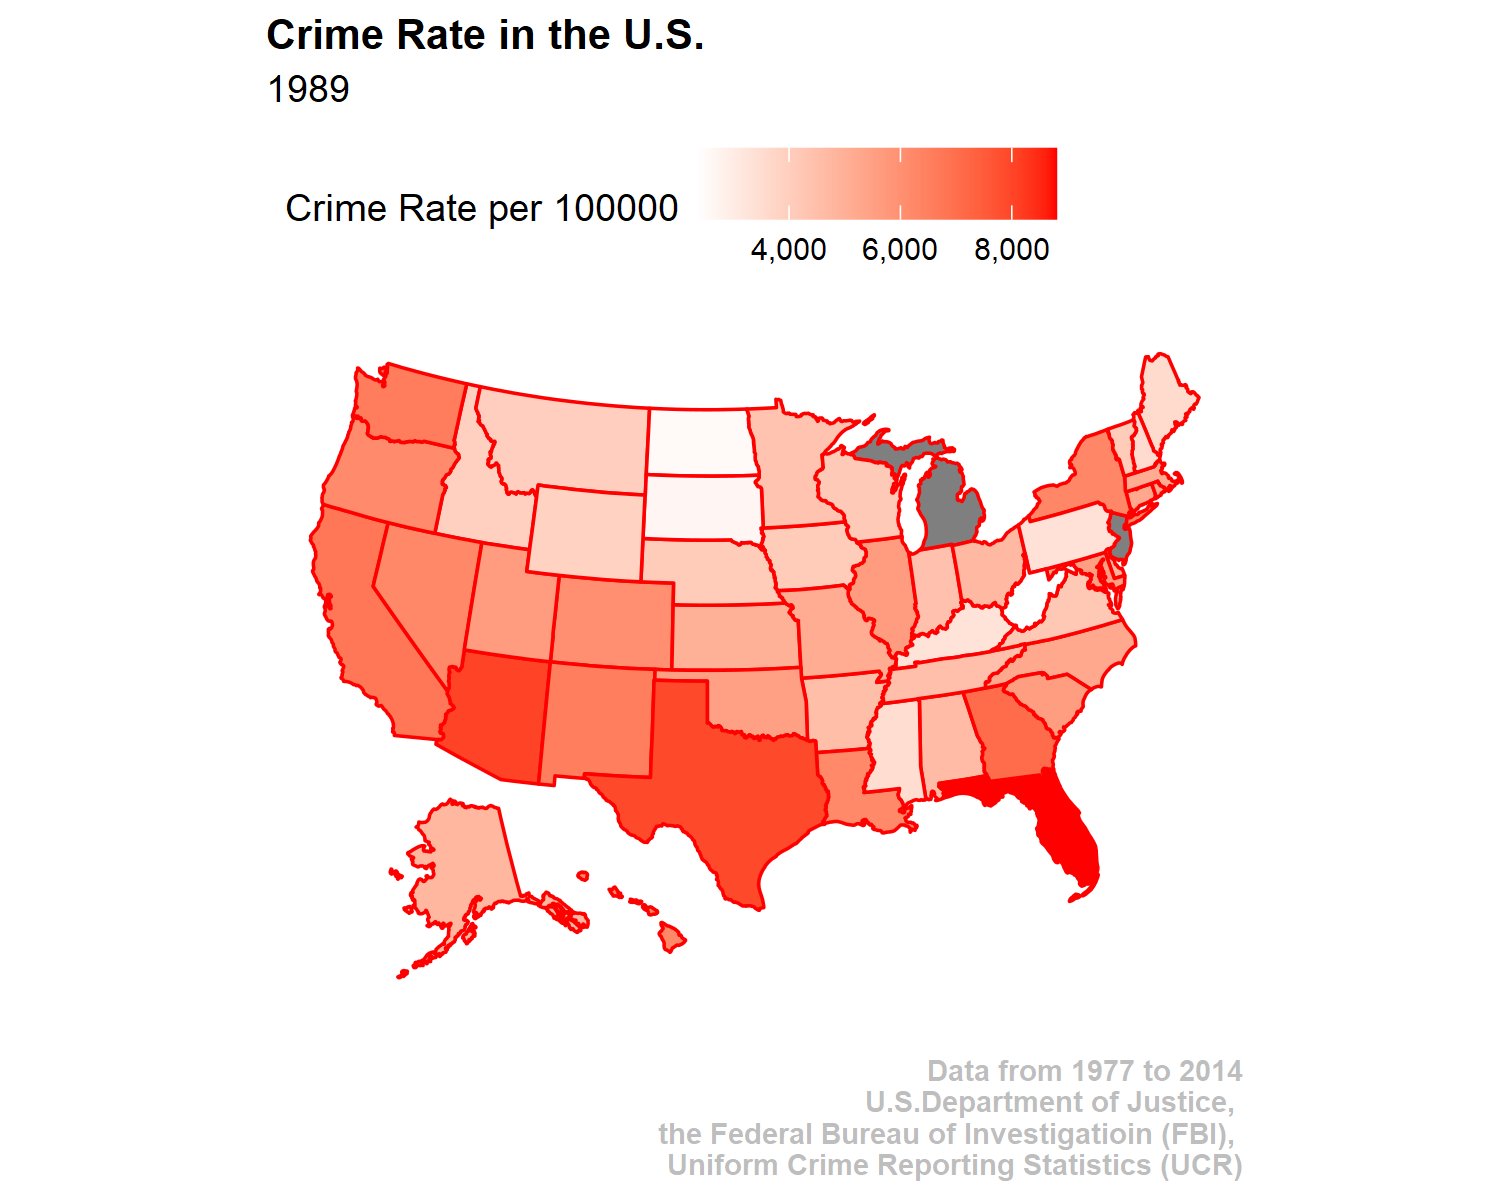 Crime Rate in the U.S.
1989
Crime Rate per 100000
4,000 6,000 8,000
Data from 1977 to 2014
U.S.Department of Justice,
the Federal Bureau of Investigatioin (FBI),
Uniform Crime Reporting Statistics (UCR)